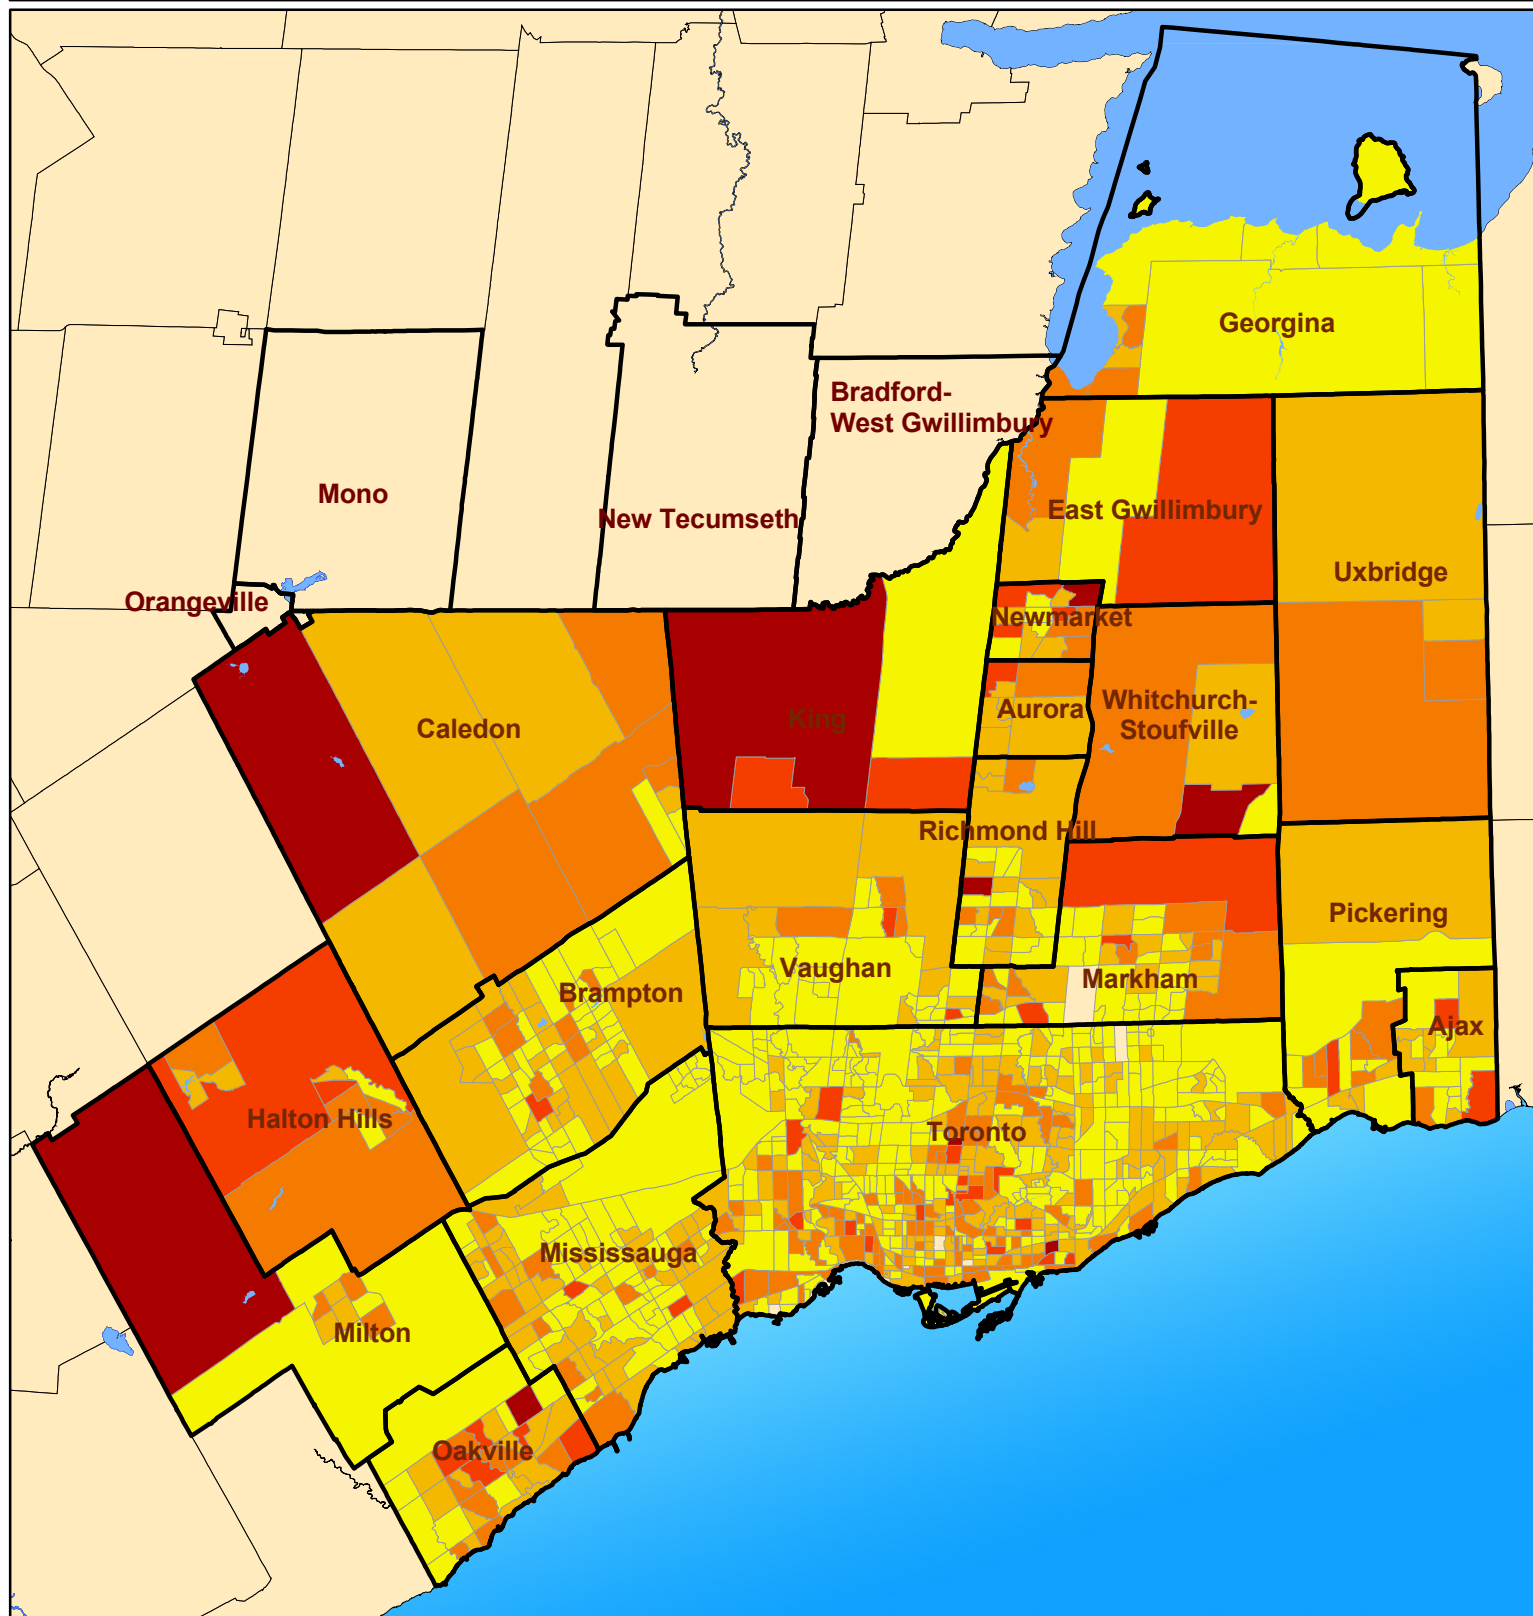 Georgina
Bradford-
West Gwillimbury
Mono
New Tecumseth
East Gwillimbury
Uxbridge
Orangeville
Newmarket
Caledon
King
Aurora
Whitchurch-
Stoufville
Richmond Hill
Pickering
Vaughan
Markham
Brampton
Ajax
Halton Hills
Toronto
Mississauga
Milton
Oakville